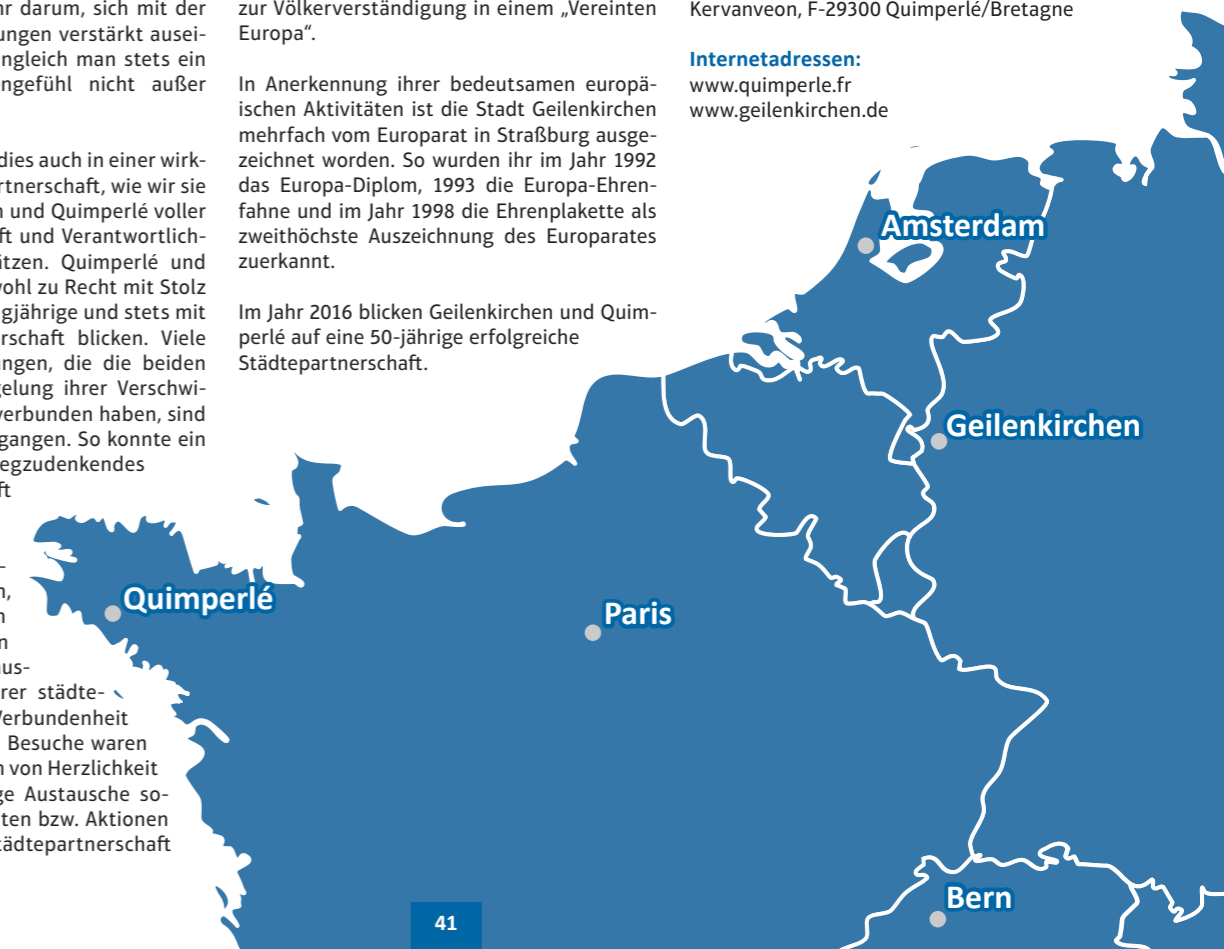 hr darum, sich mit der
ungen verstärkt ausei-
ngleich man stets ein
ngefühl nicht außer
dies auch in einer wirk-
rtnerschaft, wie wir sie
n und Quimperlé voller
ft und Verantwortlich-
itzen. Quimperlé und
wohl zu Recht mit Stolz
gjährige und stets mit
erschaft blicken. Viele
ungen, die die beiden
gelung ihrer Verschwi-
verbunden haben, sind
gangen. So konnte ein
egzudenkendes
ft
-
n,
n
n
us-
rer städte-
Verbundenheit
Besuche waren
n von Herzlichkeit
ge Austausche so-
ten bzw. Aktionen
tädtepartnerschaft
zur Völkerverständigung in einem „Vereinten
Europa“.
In Anerkennung ihrer bedeutsamen europä-
ischen Aktivitäten ist die Stadt Geilenkirchen
mehrfach vom Europarat in Straßburg ausge-
zeichnet worden. So wurden ihr im Jahr 1992
das Europa-Diplom, 1993 die Europa-Ehren-
fahne und im Jahr 1998 die Ehrenplakette als
zweithöchste Auszeichnung des Europarates
zuerkannt.
Im Jahr 2016 blicken Geilenkirchen und Quim-
perlé auf eine 50-jährige erfolgreiche
Städtepartnerschaft.
Kervanveon, F-29300 Quimperlé/Bretagne
Internetadressen:
www.quimperle.fr
www.geilenkirchen.de
Amsterdam
Geilenkirchen
Quimperlé
Paris
Bern
41